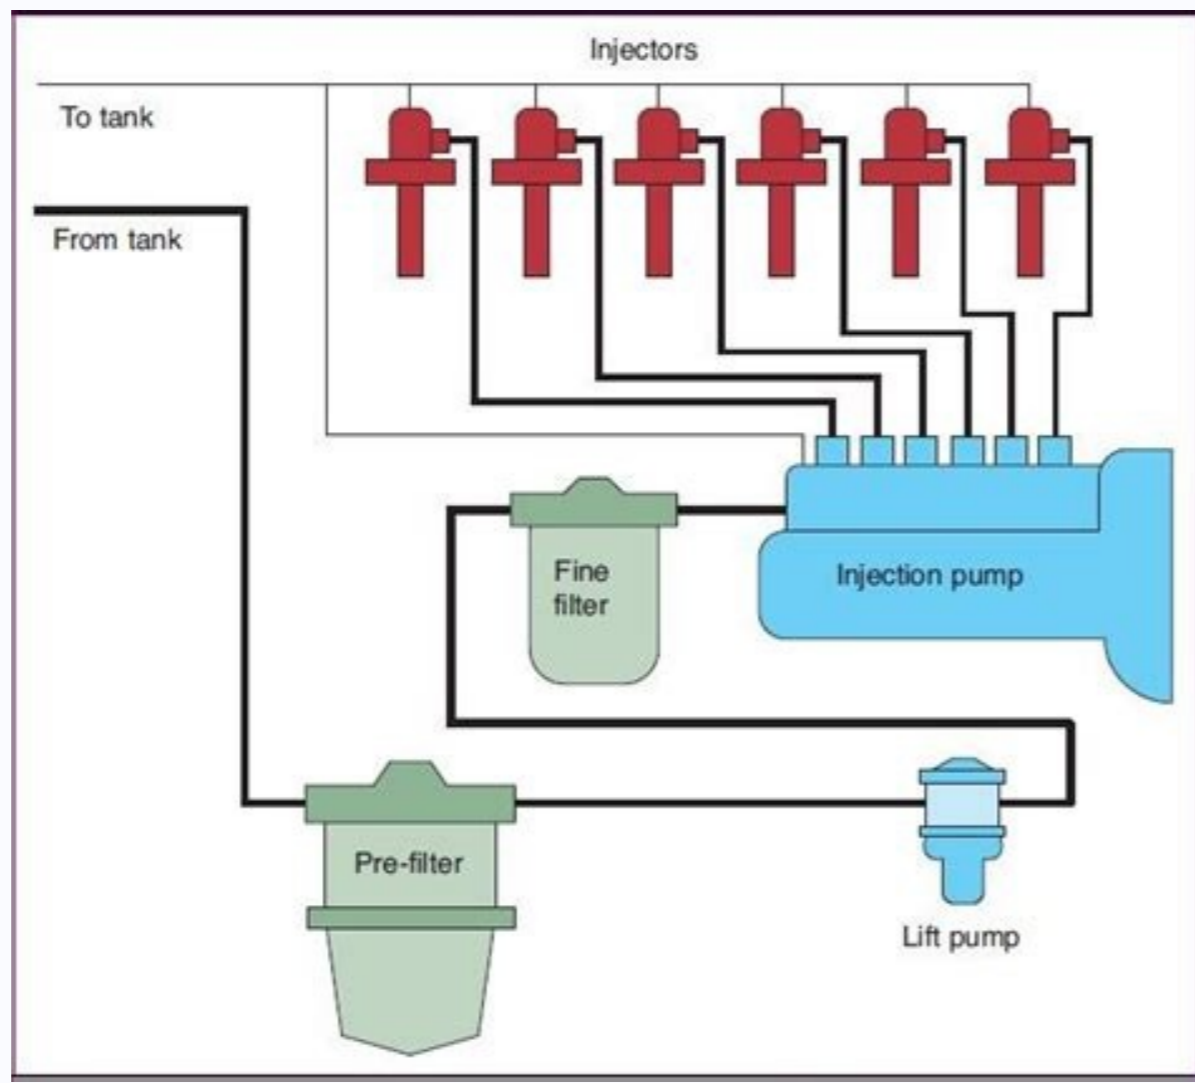 Injectors
To tank
From tank
Fine
filter
Injection pump
Pre-filter
Lift pump